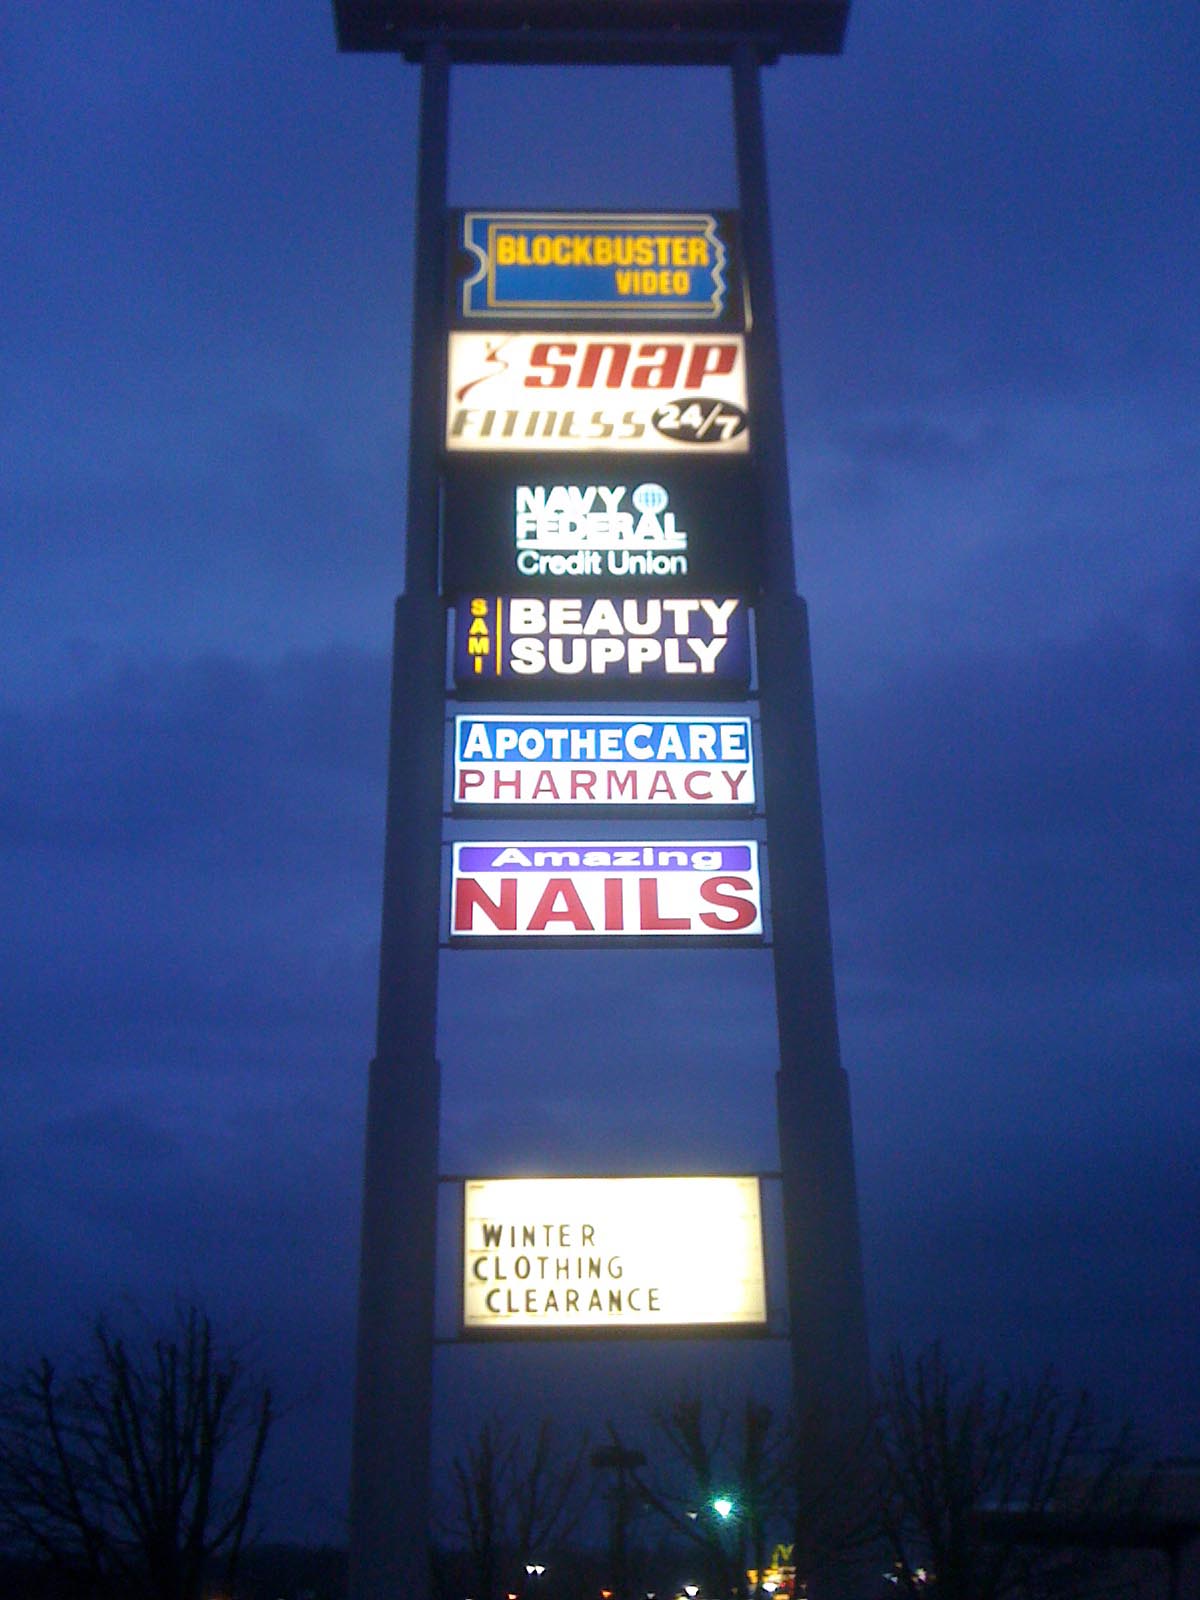 BLOCKBUSTER
VIDEO
snap
FITNESS 24/7
NAVY
FEDERAL
Credit Union
SAMI
BEAUTY
SUPPLY
APOTHECARE
PHARMACY
Amazing
NAILS
WINTER
CLOTHING
CLEARANCE